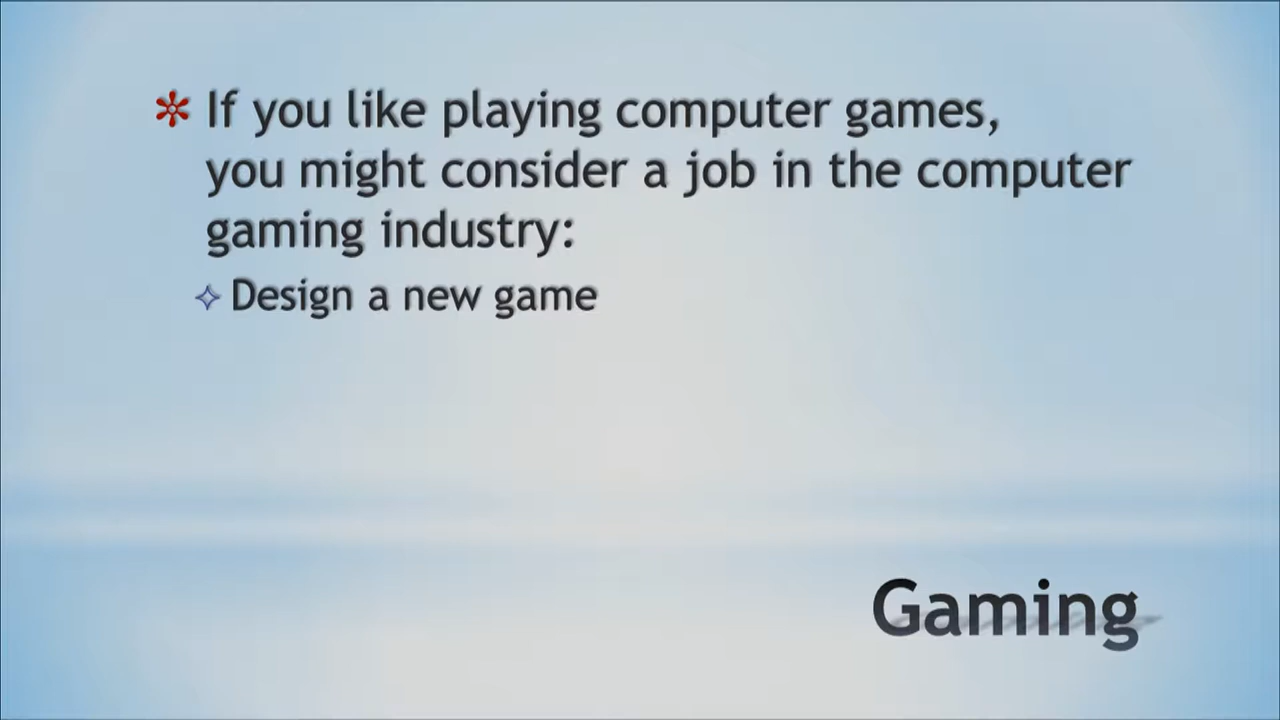 If you like playing computer games,
you might consider a job in the computer
gaming industry:
Design a new game
Gaming